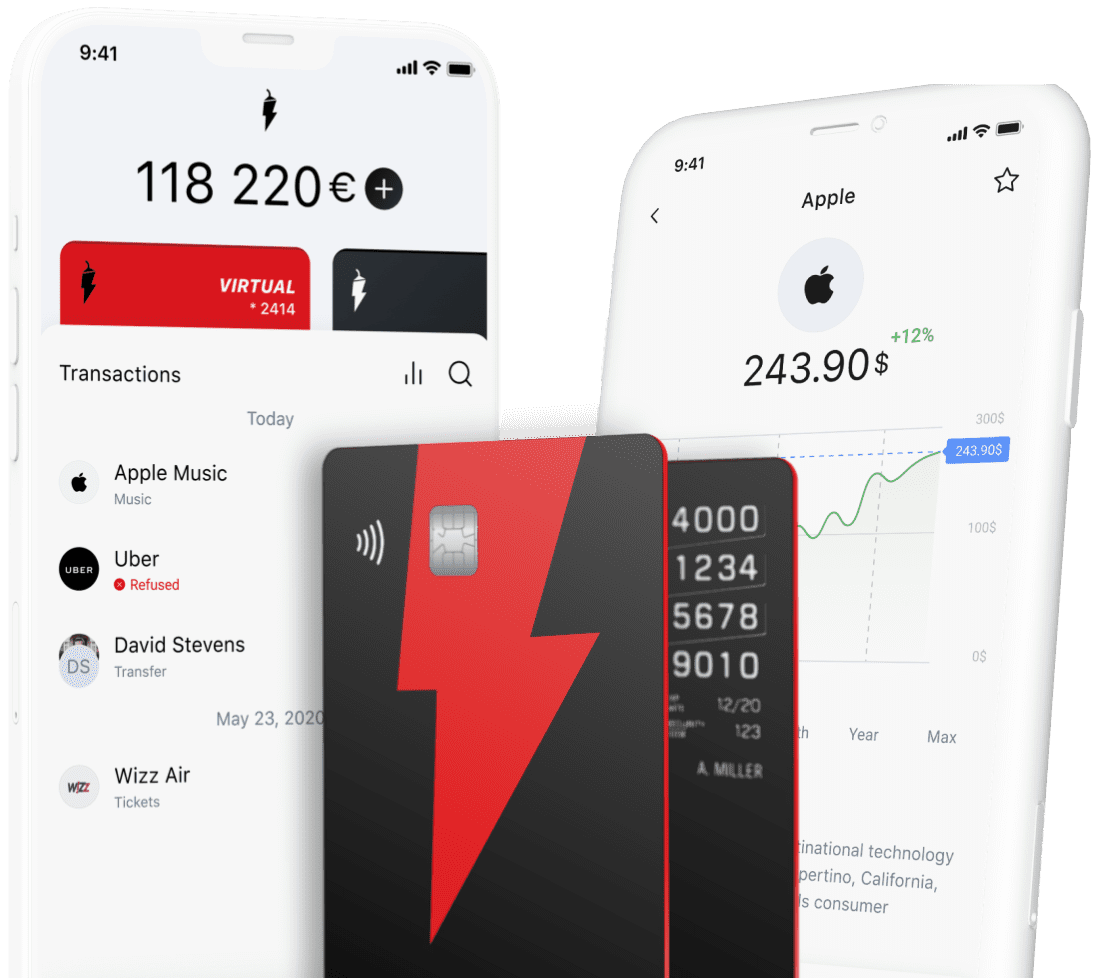 9:41
118 220 €
VIRTUAL
* 2414
Transactions
Today
Apple Music
Music
UBER
Uber
Refused
DS
David Stevens
Transfer
May 23, 2020
WIZZ
Wizz Air
Tickets
4000
1234
5678
9010
12/20
123
A. MILLER
9:41
Apple
+12%
243.90 $
300$
243.90$
100$
0$
th
Year
Max
tinational technology
pertino, California,
ls consumer